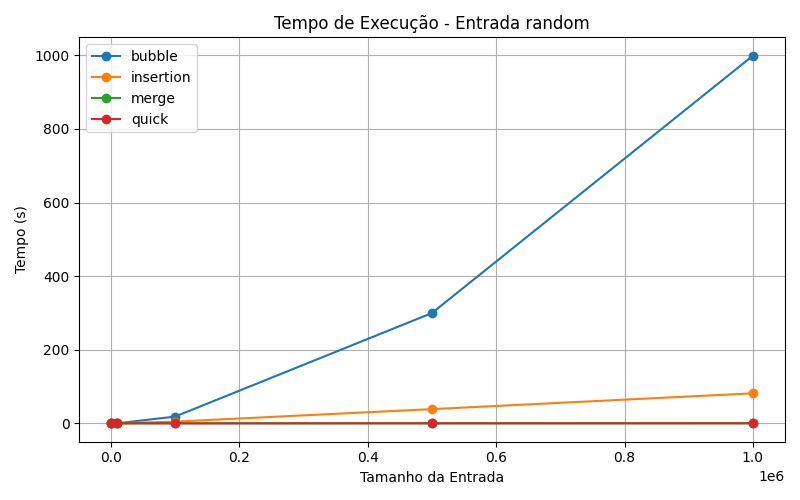 Tempo de Execução - Entrada random
bubble
insertion
merge
quick
Tempo (s)
1000
800
600
400
200
0
0.0 0.2 0.4 0.6 0.8 1.0
1e6
Tamanho da Entrada